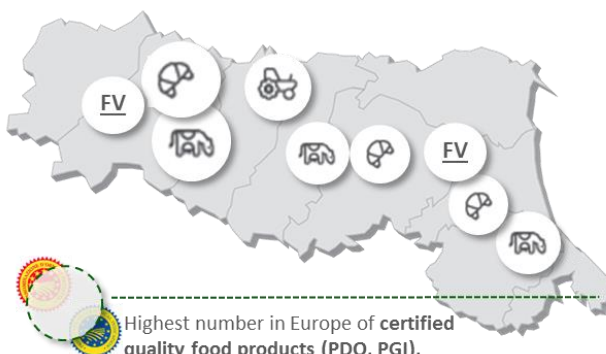 FV
FV
Highest number in Europe of certified
quality food products (PDO, PGI),